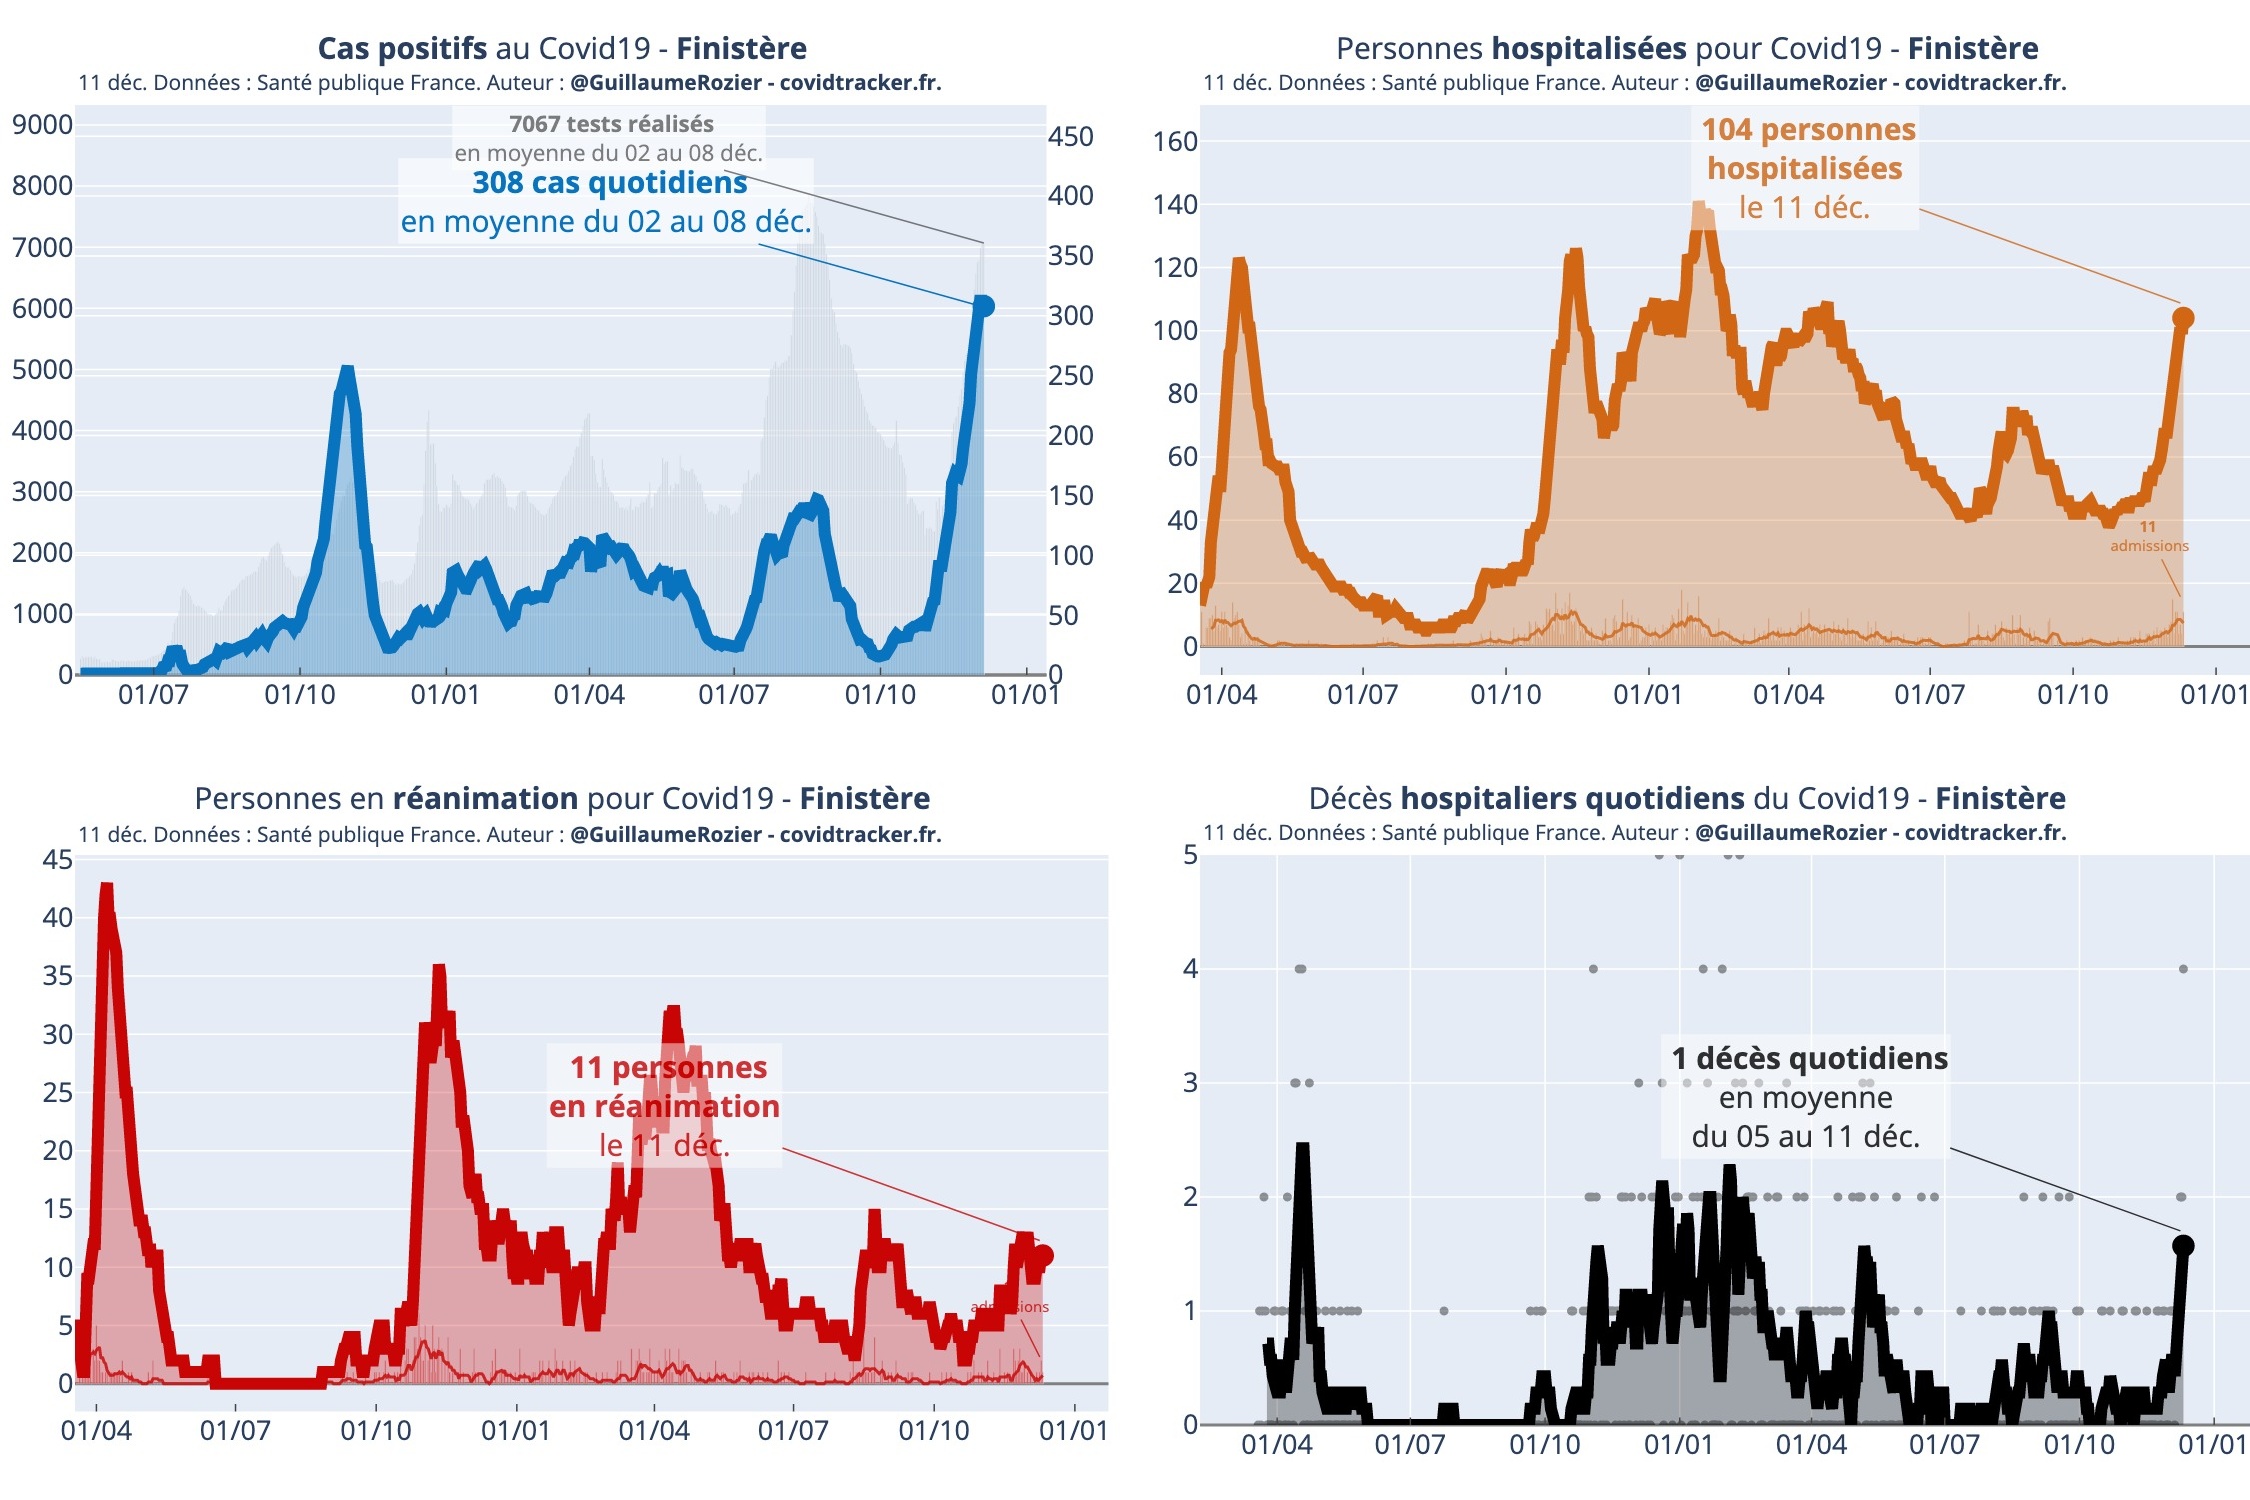 Cas positifs au Covid19 - Finistère
11 déc. Données : Santé publique France. Auteur : @GuillaumeRozier - covidtracker.fr.
7067 tests réalisés
en moyenne du 02 au 08 déc.
308 cas quotidiens
en moyenne du 02 au 08 déc.
9000
8000
7000
6000
5000
4000
3000
2000
1000
0
450
400
350
300
250
200
150
100
50
0
01/07 01/10 01/01 01/04 01/07 01/10 01/01
Personnes hospitalisées pour Covid19 - Finistère
11 déc. Données : Santé publique France. Auteur : @GuillaumeRozier - covidtracker.fr.
104 personnes
hospitalisées
le 11 déc.
160
140
120
100
80
60
40
20
0
11
admissions
01/04 01/07 01/10 01/01 01/04 01/07 01/10 01/01
Personnes en réanimation pour Covid19 - Finistère
11 déc. Données : Santé publique France. Auteur : @GuillaumeRozier - covidtracker.fr.
45
40
35
30
25
20
15
10
5
0
11 personnes
en réanimation
le 11 déc.
admissions
01/04 01/07 01/10 01/01 01/04 01/07 01/10 01/01
Décès hospitaliers quotidiens du Covid19 - Finistère
11 déc. Données : Santé publique France. Auteur : @GuillaumeRozier - covidtracker.fr.
5
4
3
2
1
0
1 décès quotidiens
en moyenne
du 05 au 11 déc.
01/04 01/07 01/10 01/01 01/04 01/07 01/10 01/01